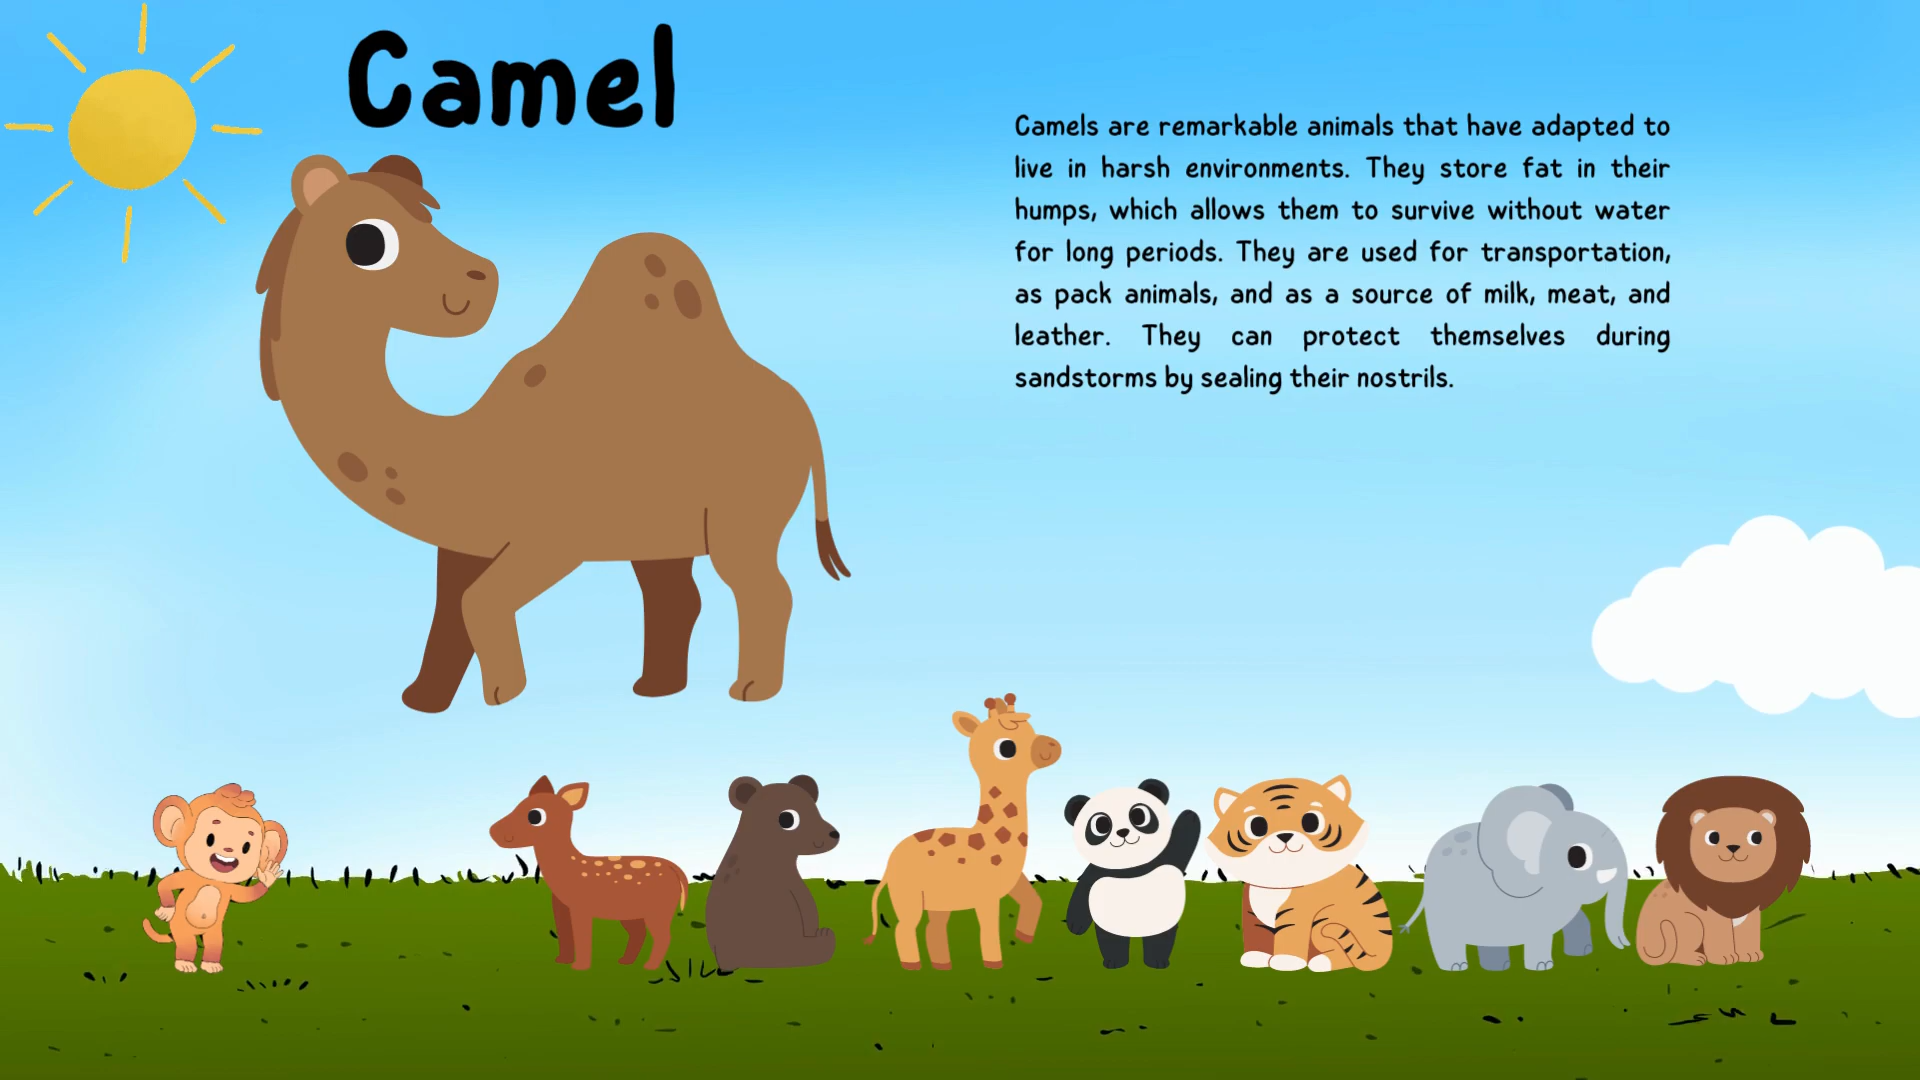 Camel
Camels are remarkable animals that have adapted to
live in harsh environments. They store fat in their
humps, which allows them to survive without water
for long periods. They are used for transportation,
as pack animals, and as a source of milk, meat, and
leather. They can protect themselves during
sandstorms by sealing their nostrils.